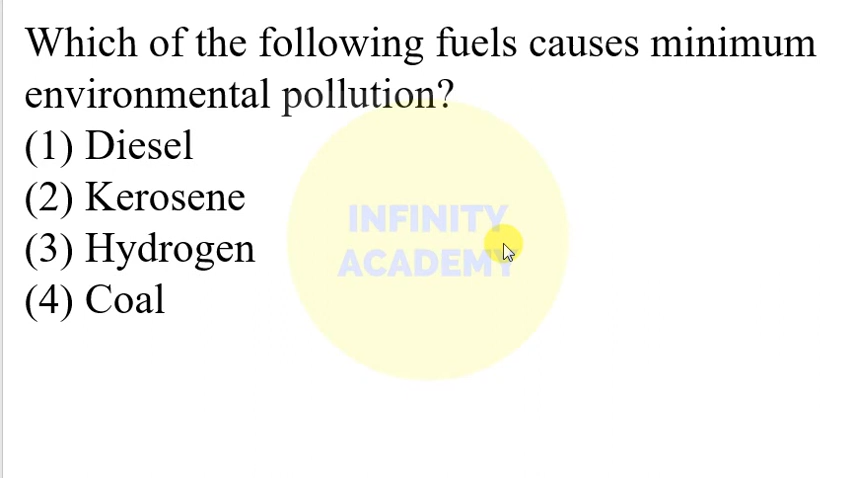 Which of the following fuels causes minimum
environmental pollution?
(1) Diesel
(2) Kerosene
(3) Hydrogen
(4) Coal
INFINITY
ACADEMY